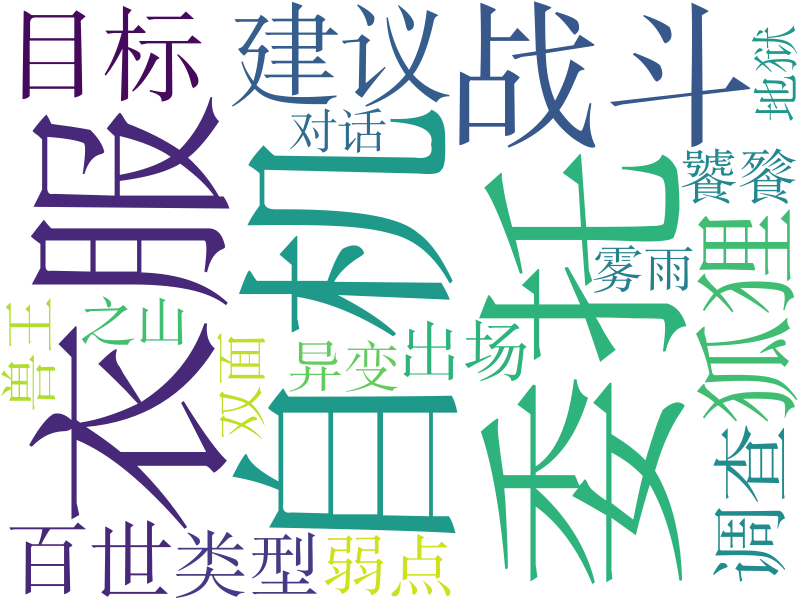 目标
建议
战斗
地狱
衣服
自机
对话
委托
饕餮
雾雨
狐狸
兽王
之山
双面
异变
出场
调查
百世
类型
弱点